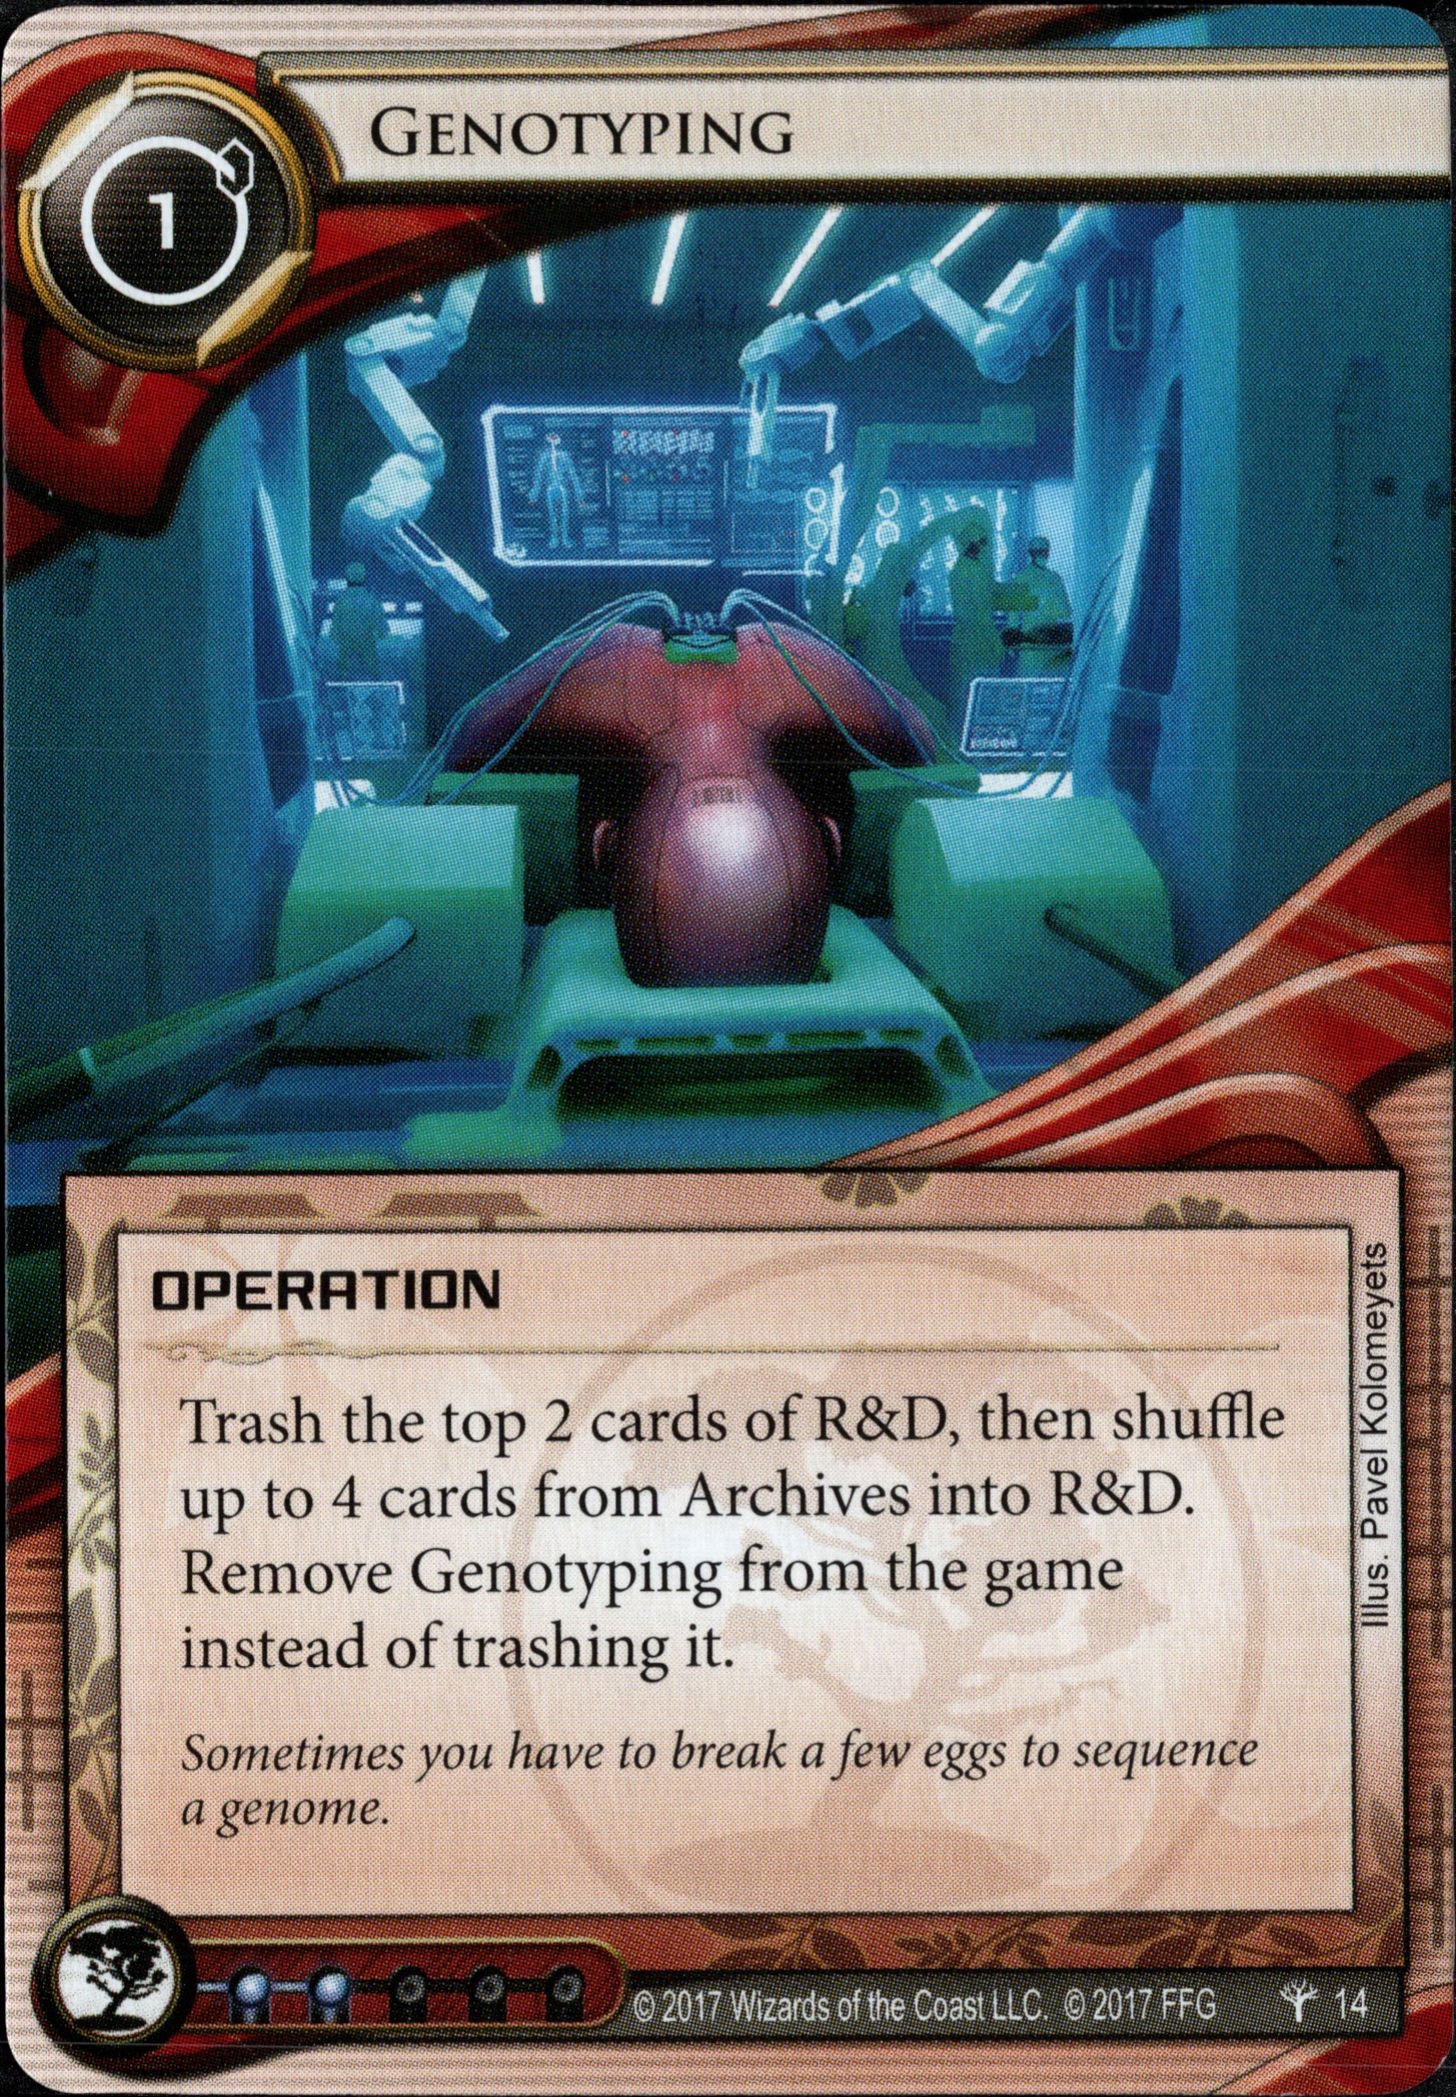 GENOTYPING
1
OPERATION
Trash the top 2 cards of R&D, then shuffle
up to 4 cards from Archives into R&D.
Remove Genotyping from the game
instead of trashing it.
Sometimes you have to break a few eggs to sequence
a genome.
Illus. Pavel Kolomeyets
© 2017 Wizards of the Coast LLC. © 2017 FFG
14